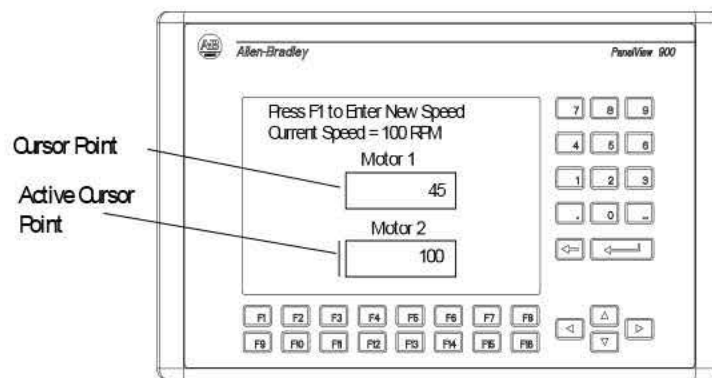 AB
Allen-Bradley
PanelView 900
Press F1 to Enter New Speed
Current Speed = 100 RPM
Cursor Point
Motor 1
45
Active Cursor
Point
Motor 2
100
7 8 9
4 5 6
1 2 3
. 0 -
F1 F2 F3 F4 F5 F6 F7 F8
F9 F10 F11 F12 F13 F14 F15 F16